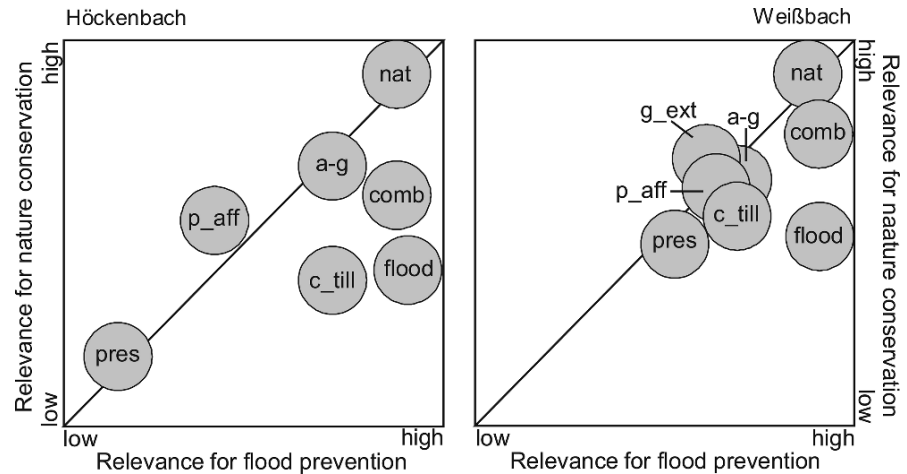 Höckenbach
Weißbach
high
Relevance for nature conservation
low
nat
a-g
comb
p_aff
c_till
flood
pres
low
high
Relevance for flood prevention
nat
g_ext
a-g
comb
p_aff
c_till
pres
flood
high
Relevance for naature conservation
low
low
high
Relevance for flood prevention